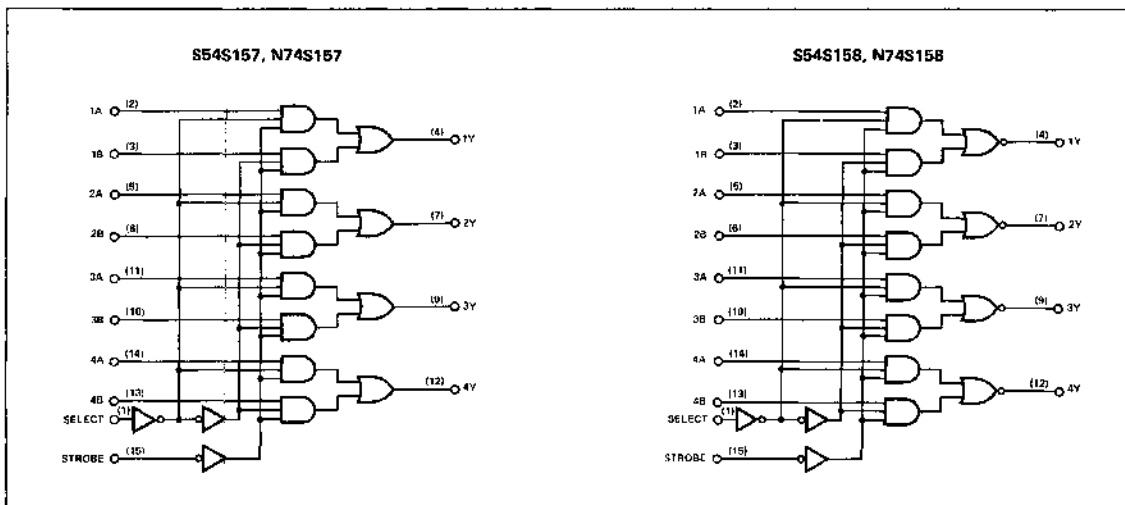 S54S157, N74S157
1A (2)
1B (3)
2A (5)
2B (6)
3A (11)
3B (10)
4A (14)
4B (13)
SELECT (1)
STROBE (15)
(4) 1Y
(7) 2Y
(9) 3Y
(12) 4Y
S54S158, N74S158
1A (2)
1B (3)
2A (5)
2B (6)
3A (11)
3B (10)
4A (14)
4B (13)
SELECT (1)
STROBE (15)
(4) 1Y
(7) 2Y
(9) 3Y
(12) 4Y